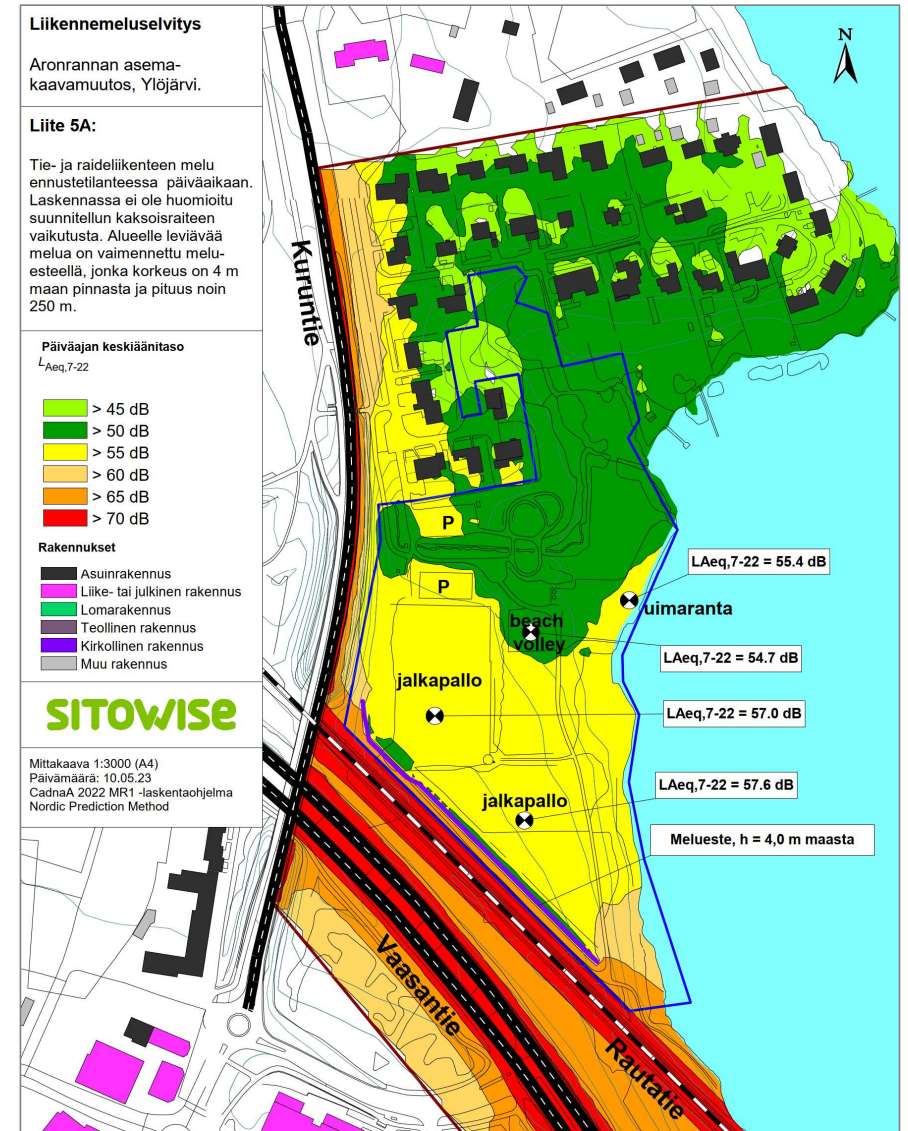 Liikennemeluselvitys
Aronrannan asema-
kaavamuutos, Ylöjärvi.
Liite 5A:
Tie- ja raideliikenteen melu
ennustetilanteessa päiväaikaan.
Laskennassa ei ole huomioitu
suunnitellun kaksoisraiteen
vaikutusta. Alueelle leviävää
melua on vaimennettu melu-
esteellä, jonka korkeus on 4 m
maan pinnasta ja pituus noin
250 m.
Päiväajan keskiäänitaso
LAeq,7-22
> 45 dB
> 50 dB
> 55 dB
> 60 dB
> 65 dB
> 70 dB
Rakennukset
Asuinrakennus
Liike- tai julkinen rakennus
Lomarakennus
Teollinen rakennus
Kirkollinen rakennus
Muu rakennus
SITOWISE
Mittakaava 1:3000 (A4)
Päivämäärä: 10.05.23
CadnaA 2022 MR1 -laskentaohjelma
Nordic Prediction Method
N
Kuruntie
P
P
LAeq,7-22 = 55.4 dB
uimaranta
beach
volley
LAeq,7-22 = 54.7 dB
jalkapallo
LAeq,7-22 = 57.0 dB
LAeq,7-22 = 57.6 dB
jalkapallo
Melueste, h = 4,0 m maasta
Vaasantie
Rautatie